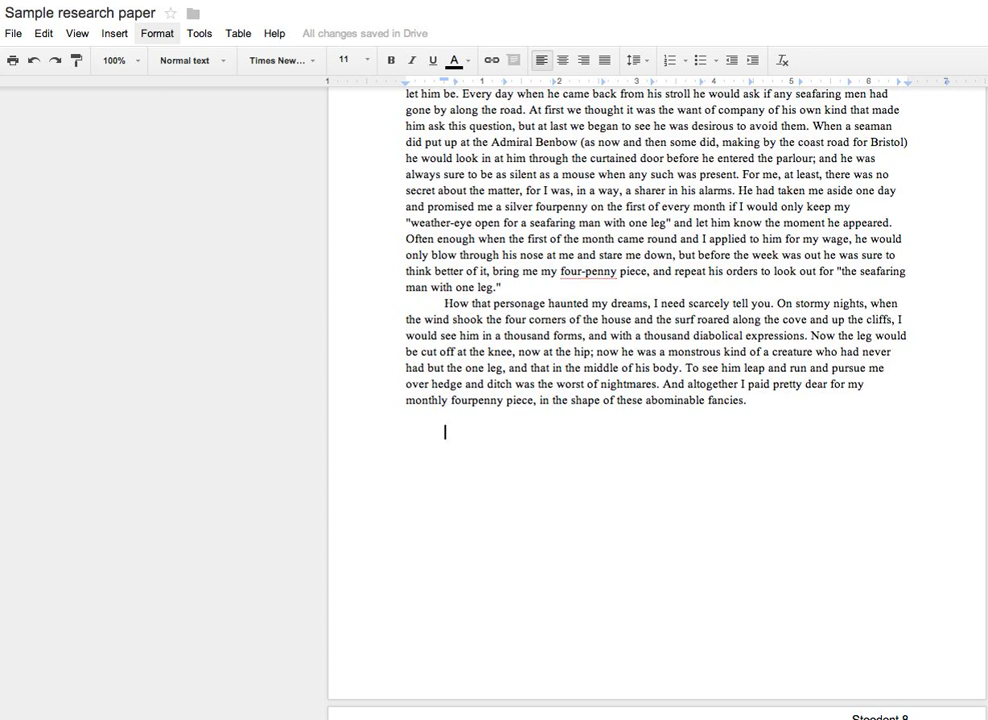 Sample research paper
File Edit View Insert Format Tools Table Help All changes saved in Drive
100% Normal text Times New... 11 B I U A
1 1 2 3 4 5 6 7
let him be. Every day when he came back from his stroll he would ask if any seafaring men had
gone by along the road. At first we thought it was the want of company of his own kind that made
him ask this question, but at last we began to see he was desirous to avoid them. When a seaman
did put up at the Admiral Benbow (as now and then some did, making by the coast road for Bristol)
he would look in at him through the curtained door before he entered the parlour; and he was
always sure to be as silent as a mouse when any such was present. For me, at least, there was no
secret about the matter, for I was, in a way, a sharer in his alarms. He had taken me aside one day
and promised me a silver fourpenny on the first of every month if I would only keep my
"weather-eye open for a seafaring man with one leg" and let him know the moment he appeared.
Often enough when the first of the month came round and I applied to him for my wage, he would
only blow through his nose at me and stare me down, but before the week was out he was sure to
think better of it, bring me my four-penny piece, and repeat his orders to look out for "the seafaring
man with one leg."
How that personage haunted my dreams, I need scarcely tell you. On stormy nights, when
the wind shook the four corners of the house and the surf roared along the cove and up the cliffs, I
would see him in a thousand forms, and with a thousand diabolical expressions. Now the leg would
be cut off at the knee, now at the hip; now he was a monstrous kind of a creature who had never
had but the one leg, and that in the middle of his body. To see him leap and run and pursue me
over hedge and ditch was the worst of nightmares. And altogether I paid pretty dear for my
monthly fourpenny piece, in the shape of these abominable fancies.
Stoodent 8